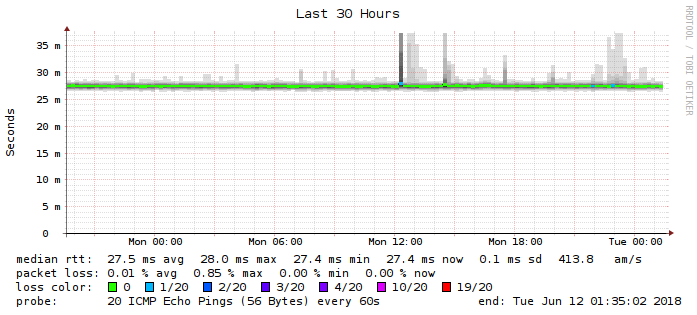 Last 30 Hours
RRDTOOL / TOBI OETIKER
Seconds
35 m
30 m
25 m
20 m
15 m
10 m
5 m
0
Mon 00:00 Mon 06:00 Mon 12:00 Mon 18:00 Tue 00:00
median rtt: 27.5 ms avg 28.0 ms max 27.4 ms min 27.4 ms now 0.1 ms sd 413.8 am/s
packet loss: 0.01 % avg 0.85 % max 0.00 % min 0.00 % now
loss color: 0 1/20 2/20 3/20 4/20 10/20 19/20
probe: 20 ICMP Echo Pings (56 Bytes) every 60s end: Tue Jun 12 01:35:02 2018